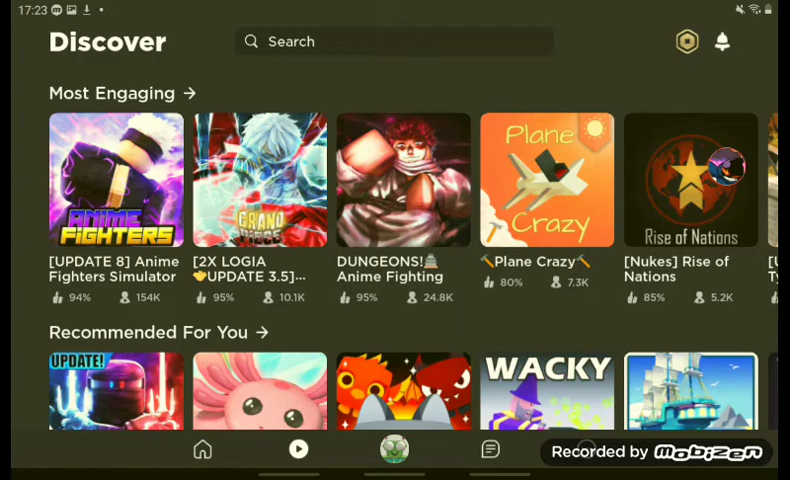 17:23
Discover
Search
Most Engaging →
ANIME
FIGHTERS
GRAND
PIECE
Plane
Crazy
Rise of Nations
[UPDATE 8] Anime
Fighters Simulator
94% 154K
[2X LOGIA
UPDATE 3.5]...
95% 10.1K
DUNGEONS!
Anime Fighting
95% 24.8K
Plane Crazy
80% 7.3K
[Nukes] Rise of
Nations
85% 5.2K
Recommended For You →
UPDATE!
WACKY
Recorded by Mobizen